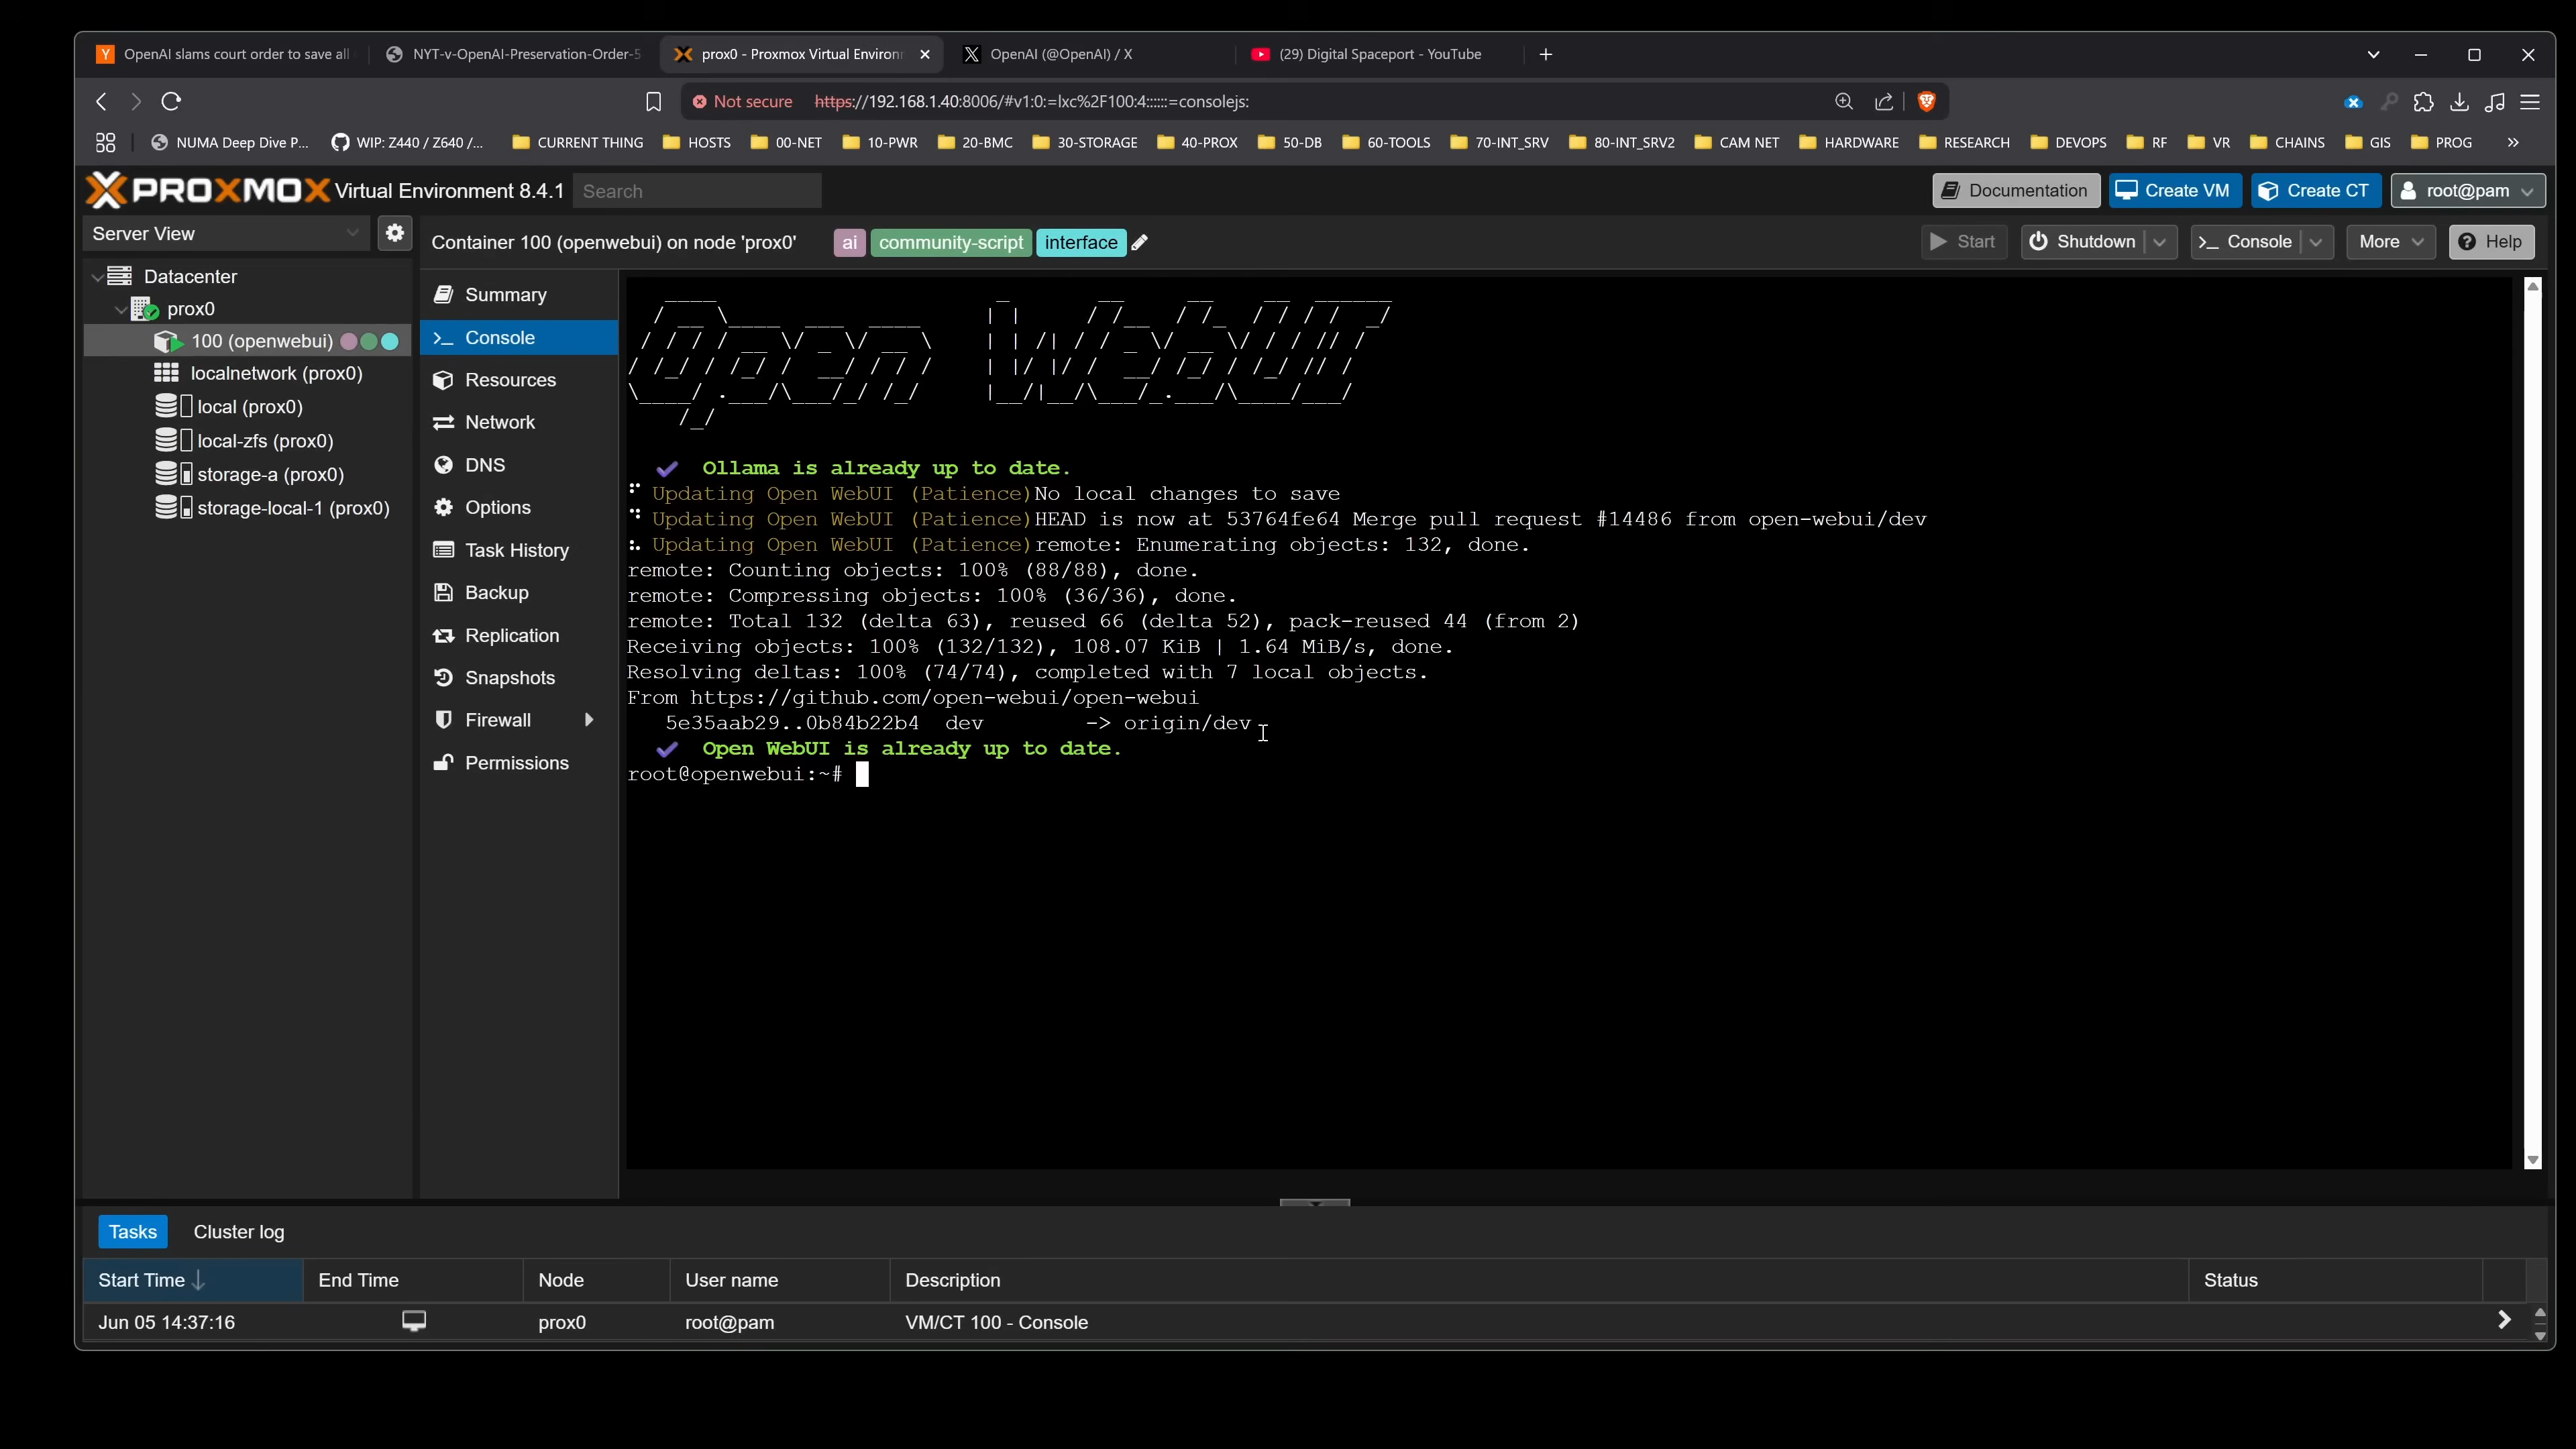 OpenAI slams court order to save all
NYT-v-OpenAI-Preservation-Order-5
prox0 - Proxmox Virtual Environ
OpenAI (@OpenAI) / X
(29) Digital Spaceport - YouTube
Not secure https://192.168.1.40:8006/#v1:0:=lxc%2F100:4::::::=consolejs:
NUMA Deep Dive P...
WIP: Z440 / Z640 /...
CURRENT THING
HOSTS
00-NET
10-PWR
20-BMC
30-STORAGE
40-PROX
50-DB
60-TOOLS
70-INT_SRV
80-INT_SRV2
CAM NET
HARDWARE
RESEARCH
DEVOPS
RF
VR
CHAINS
GIS
PROG
PROXMOX Virtual Environment 8.4.1
Search
Documentation
Create VM
Create CT
root@pam
Server View
Container 100 (openwebui) on node 'prox0'
ai
community-script
interface
Start
Shutdown
Console
More
Help
Datacenter
prox0
100 (openwebui)
localnetwork (prox0)
local (prox0)
local-zfs (prox0)
storage-a (prox0)
storage-local-1 (prox0)
Summary
Console
Resources
Network
DNS
Options
Task History
Backup
Replication
Snapshots
Firewall
Permissions
Open WebUI
Ollama is already up to date.
Updating Open WebUI (Patience)No local changes to save
Updating Open WebUI (Patience)HEAD is now at 53764fe64 Merge pull request #14486 from open-webui/dev
Updating Open WebUI (Patience)remote: Enumerating objects: 132, done.
remote: Counting objects: 100% (88/88), done.
remote: Compressing objects: 100% (36/36), done.
remote: Total 132 (delta 63), reused 66 (delta 52), pack-reused 44 (from 2)
Receiving objects: 100% (132/132), 108.07 KiB | 1.64 MiB/s, done.
Resolving deltas: 100% (74/74), completed with 7 local objects.
From https://github.com/open-webui/open-webui
5e35aab29..0b84b22b4 dev -> origin/dev
Open WebUI is already up to date.
root@openwebui:~#
Tasks
Cluster log
Start Time
End Time
Node
User name
Description
Status
Jun 05 14:37:16
prox0
root@pam
VM/CT 100 - Console